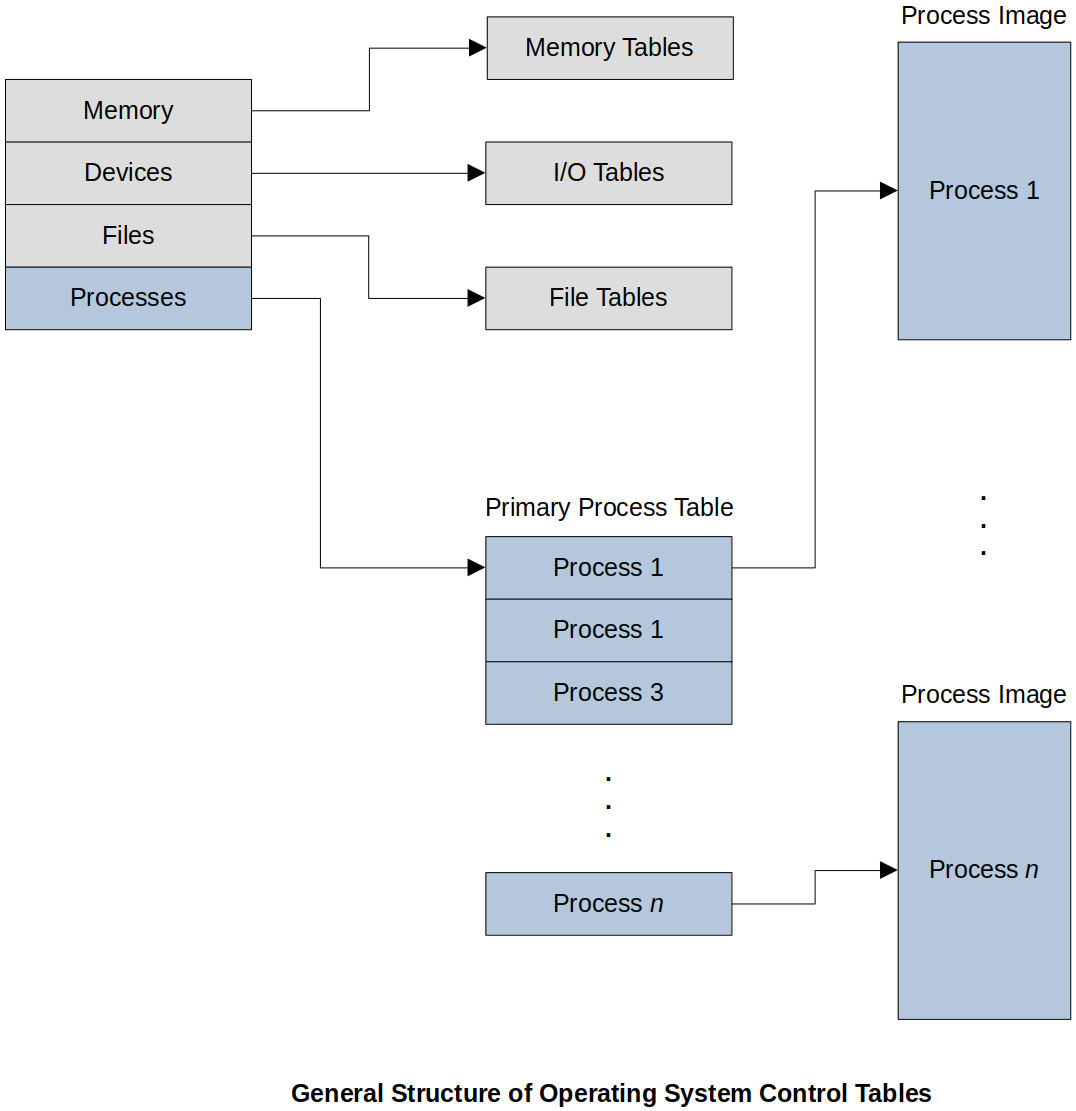 Process Image
Memory Tables
Memory
Devices
I/O Tables
Process 1
Files
Processes
File Tables
.
.
.
Primary Process Table
Process 1
Process 1
Process 3
.
.
.
Process Image
Process n
Process n
General Structure of Operating System Control Tables